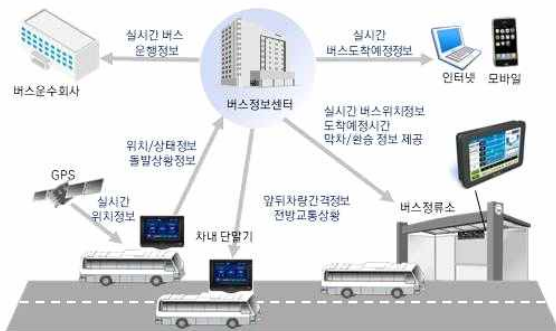 실시간 버스
운행정보
실시간
버스도착예정정보
버스운수회사
버스정보센터
인터넷
모바일
위치/상태정보
돌발상황정보
실시간 버스위치정보
도착예정시간
막차/환승 정보 제공
GPS
실시간
위치정보
차내 단말기
앞뒤차량간격정보
전방교통상황
버스정류소